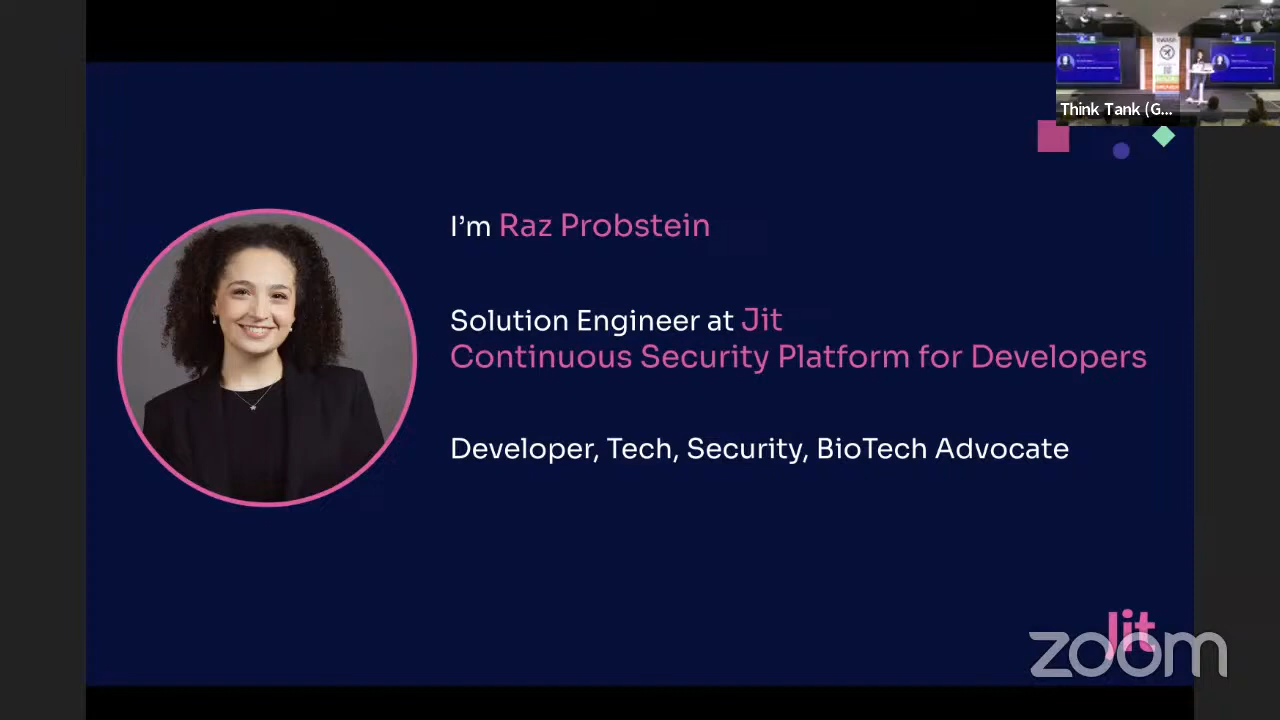 Think Tank (G...
I'm Raz Probstein
Solution Engineer at Jit
Continuous Security Platform for Developers
Developer, Tech, Security, BioTech Advocate
Jit
zoom